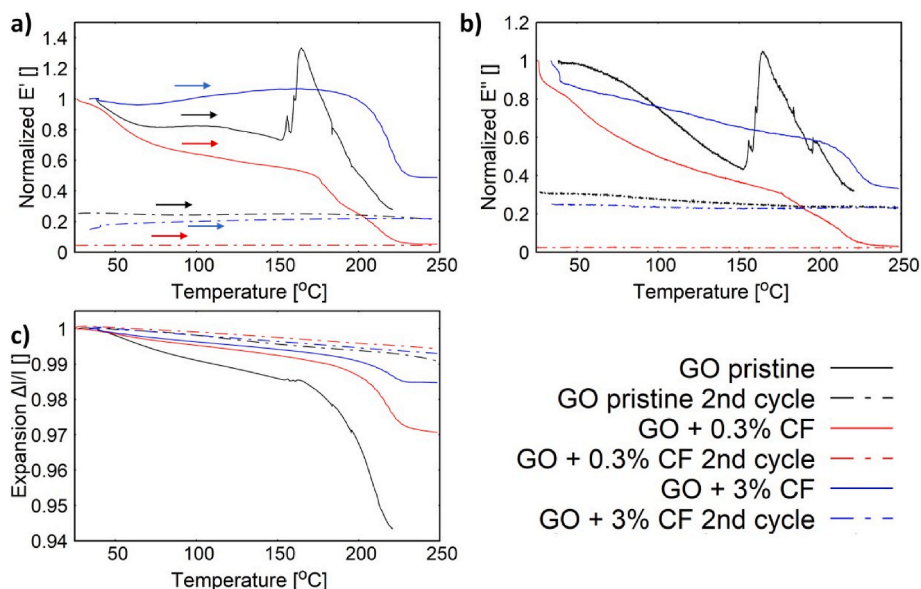 a)
Normalized E' []
1.4
1.2
1
0.8
0.6
0.4
0.2
0
50 100 150 200 250
Temperature [°C]
b)
Normalized E'' []
1.2
1
0.8
0.6
0.4
0.2
0
50 100 150 200 250
Temperature [°C]
c)
Expansion Δl/l []
1
0.99
0.98
0.97
0.96
0.95
0.94
50 100 150 200 250
Temperature [°C]
GO pristine
GO pristine 2nd cycle
GO + 0.3% CF
GO + 0.3% CF 2nd cycle
GO + 3% CF
GO + 3% CF 2nd cycle